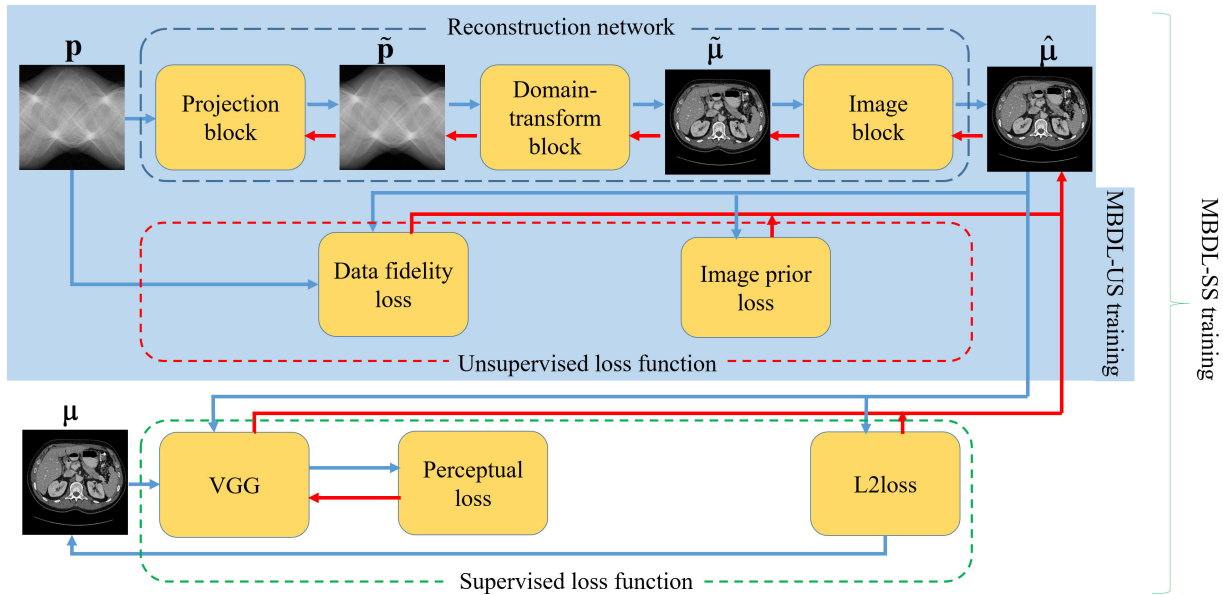 Reconstruction network
p
p̃
μ̃
μ̂
Projection
block
Domain-
transform
block
Image
block
Data fidelity
loss
Image prior
loss
Unsupervised loss function
MBDL-US training
MBDL-SS training
μ
VGG
Perceptual
loss
L2loss
Supervised loss function